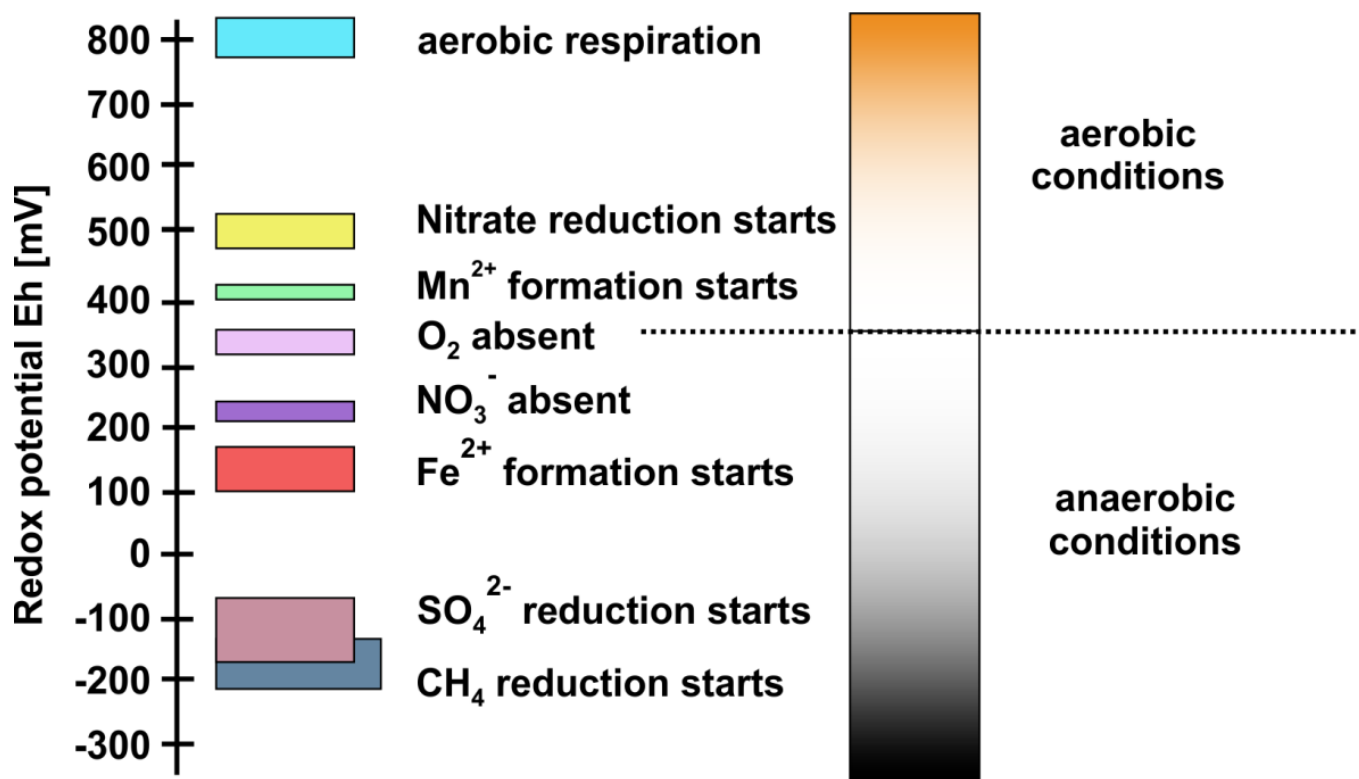 Redox potential Eh [mV]
800
700
600
500
400
300
200
100
0
-100
-200
-300
aerobic respiration
Nitrate reduction starts
Mn²⁺ formation starts
O₂ absent
NO₃⁻ absent
Fe²⁺ formation starts
SO₄²⁻ reduction starts
CH₄ reduction starts
aerobic
conditions
anaerobic
conditions